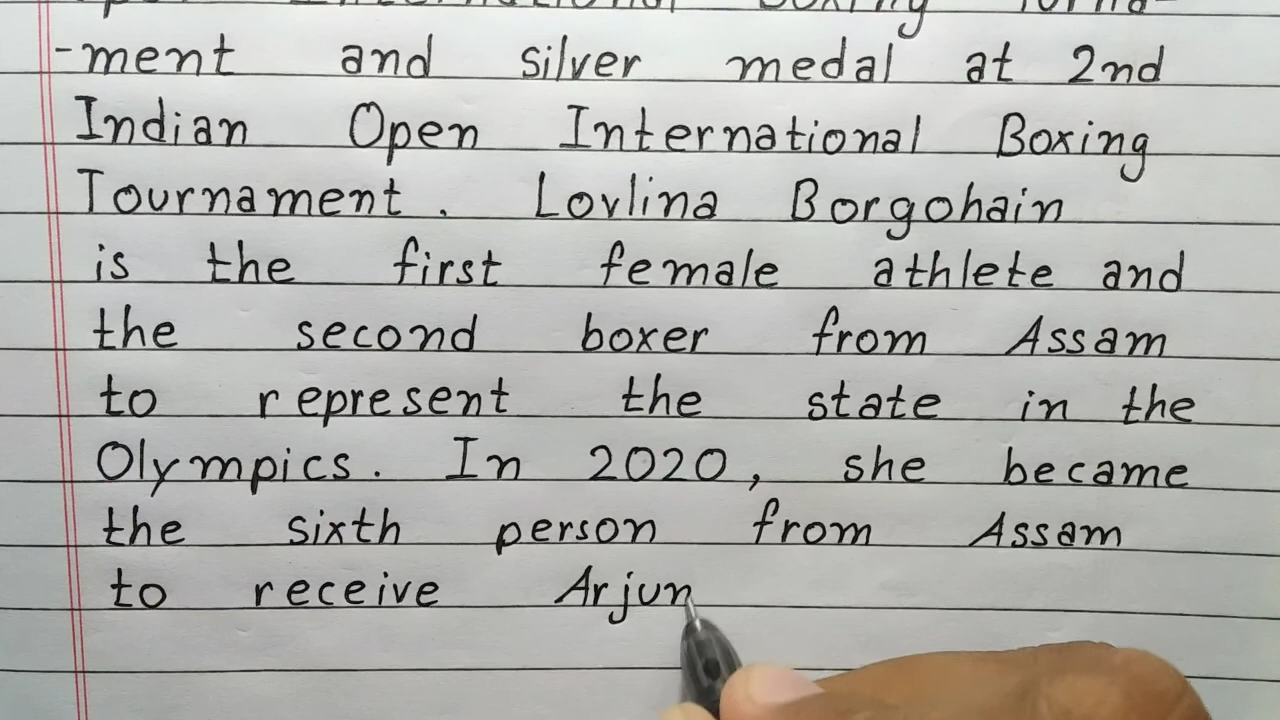 International Boxing
-ment and silver medal at 2nd
Indian Open International Boxing
Tournament. Lovlina Borgohain
is the first female athlete and
the second boxer from Assam
to represent the state in the
Olympics. In 2020, she became
the sixth person from Assam
to receive Arjun